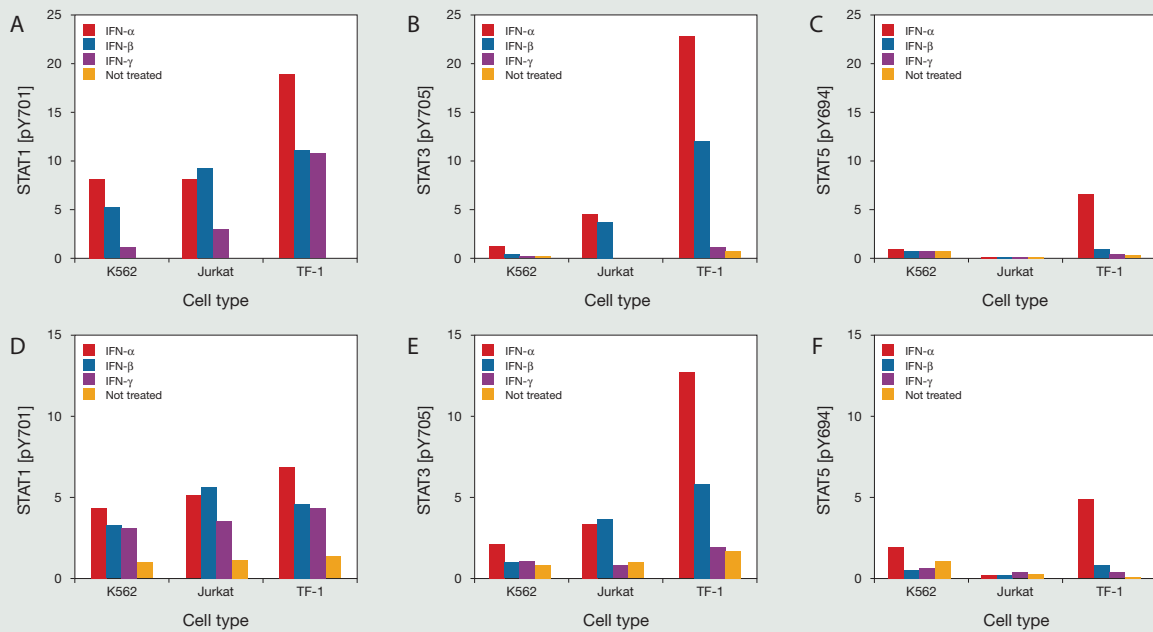 A
IFN-α
IFN-β
IFN-γ
Not treated
STAT1 [pY701]
25
20
15
10
5
0
K562 Jurkat TF-1
Cell type
B
IFN-α
IFN-β
IFN-γ
Not treated
STAT3 [pY705]
25
20
15
10
5
0
K562 Jurkat TF-1
Cell type
C
IFN-α
IFN-β
IFN-γ
Not treated
STAT5 [pY694]
25
20
15
10
5
0
K562 Jurkat TF-1
Cell type
D
IFN-α
IFN-β
IFN-γ
Not treated
STAT1 [pY701]
15
10
5
0
K562 Jurkat TF-1
Cell type
E
IFN-α
IFN-β
IFN-γ
Not treated
STAT3 [pY705]
15
10
5
0
K562 Jurkat TF-1
Cell type
F
IFN-α
IFN-β
IFN-γ
Not treated
STAT5 [pY694]
15
10
5
0
K562 Jurkat TF-1
Cell type